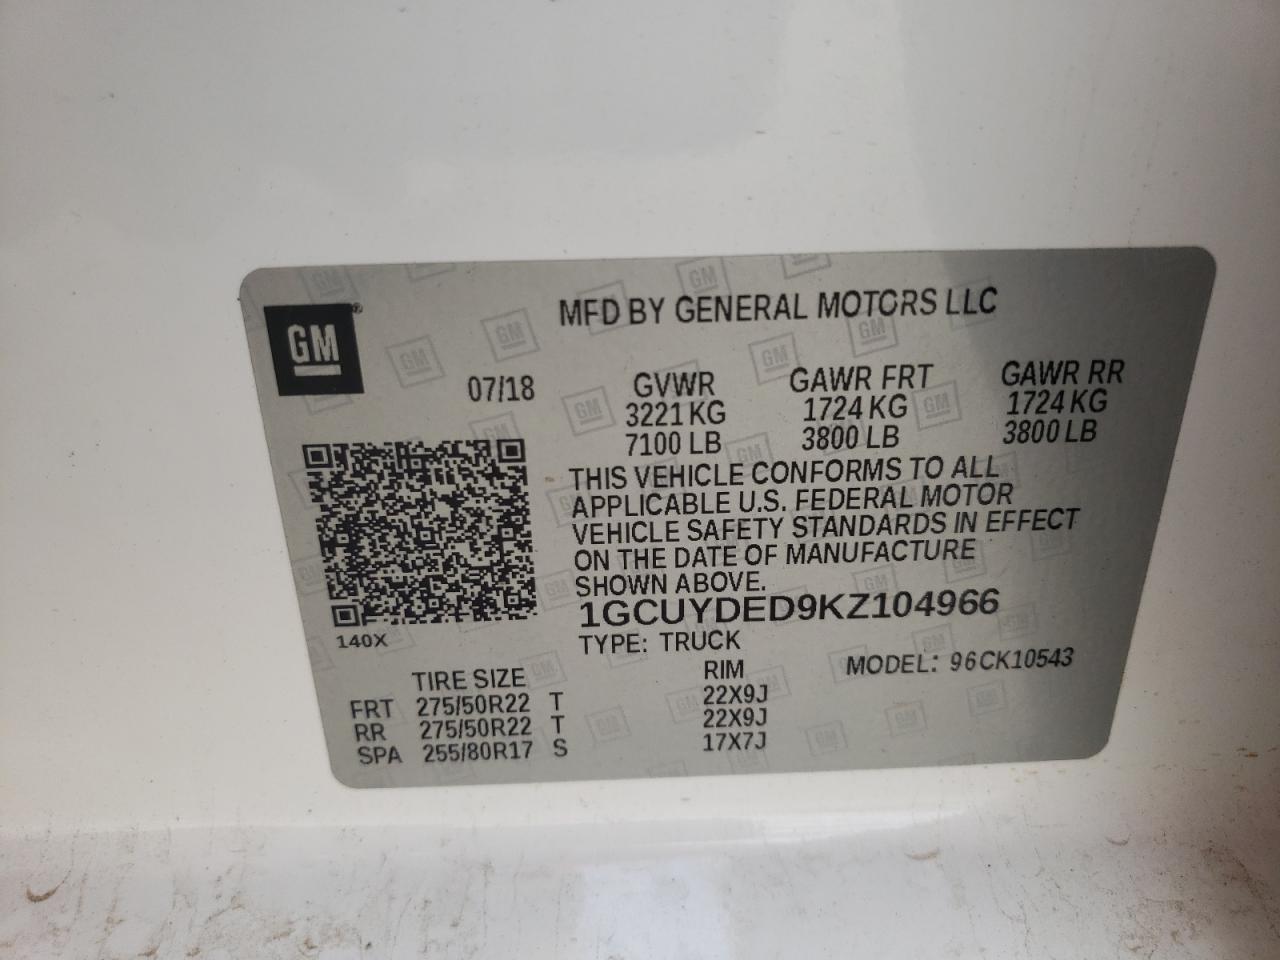 GM
MFD BY GENERAL MOTORS LLC
07/18
GVWR GAWR FRT GAWR RR
3221 KG 1724 KG 1724 KG
7100 LB 3800 LB 3800 LB
THIS VEHICLE CONFORMS TO ALL
APPLICABLE U.S. FEDERAL MOTOR
VEHICLE SAFETY STANDARDS IN EFFECT
ON THE DATE OF MANUFACTURE
SHOWN ABOVE.
1GCUYDED9KZ104966
140X
TYPE: TRUCK
MODEL: 96CK10543
TIRE SIZE RIM
FRT 275/50R22 T 22X9J
RR 275/50R22 T 22X9J
SPA 255/80R17 S 17X7J